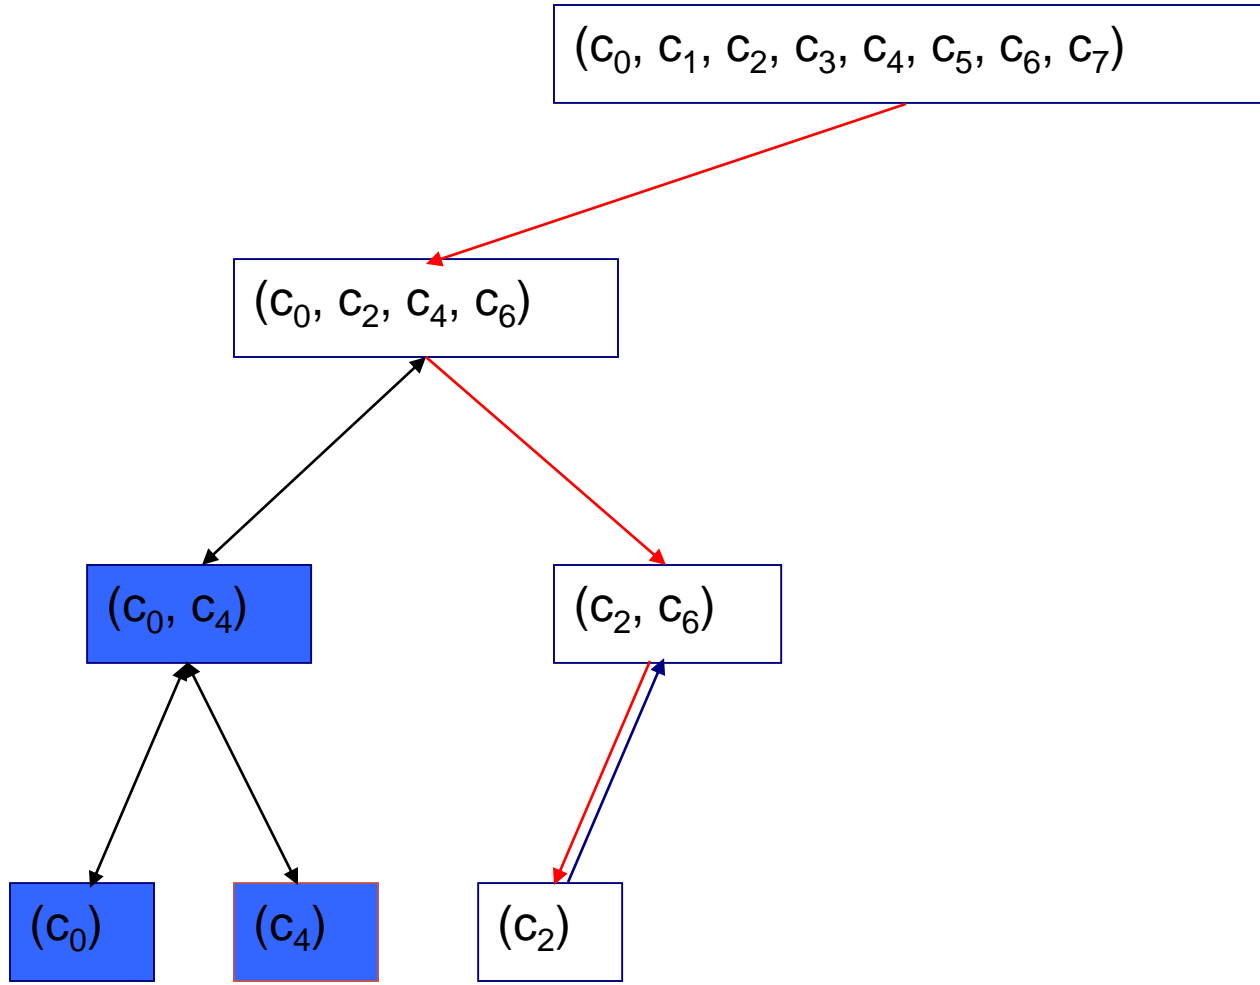 (c₀, c₁, c₂, c₃, c₄, c₅, c₆, c₇)
(c₀, c₂, c₄, c₆)
(c₀, c₄)
(c₂, c₆)
(c₀)
(c₄)
(c₂)